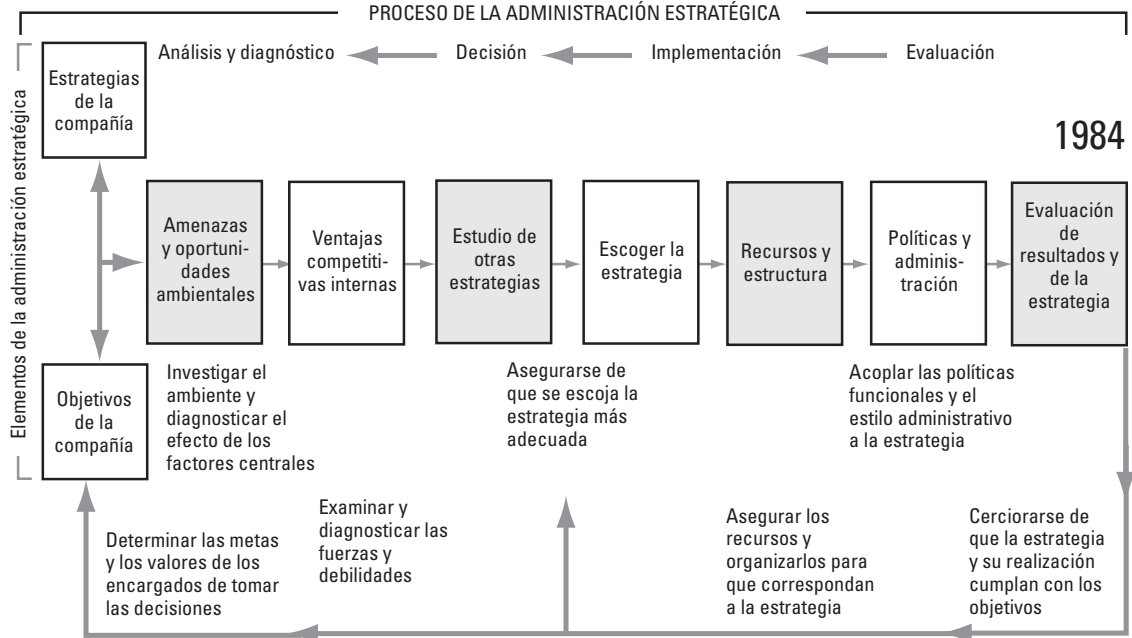 PROCESO DE LA ADMINISTRACIÓN ESTRATÉGICA
Elementos de la administración estratégica
Análisis y diagnóstico
Decisión
Implementación
Evaluación
1984
Estrategias
de la
compañía
Amenazas
y oportuni-
dades
ambientales
Ventajas
competiti-
vas internas
Estudio de
otras
estrategias
Escoger la
estrategia
Recursos y
estructura
Políticas y
adminis-
tración
Evaluación
de
resultados y
de la
estrategia
Objetivos
de la
compañía
Investigar el
ambiente y
diagnosticar el
efecto de los
factores centrales
Asegurarse de
que se escoja la
estrategia más
adecuada
Acoplar las políticas
funcionales y el
estilo administrativo
a la estrategia
Determinar las metas
y los valores de los
encargados de tomar
las decisiones
Examinar y
diagnosticar las
fuerzas y
debilidades
Asegurar los
recursos y
organizarlos para
que correspondan
a la estrategia
Cerciorarse de
que la estrategia
y su realización
cumplan con los
objetivos